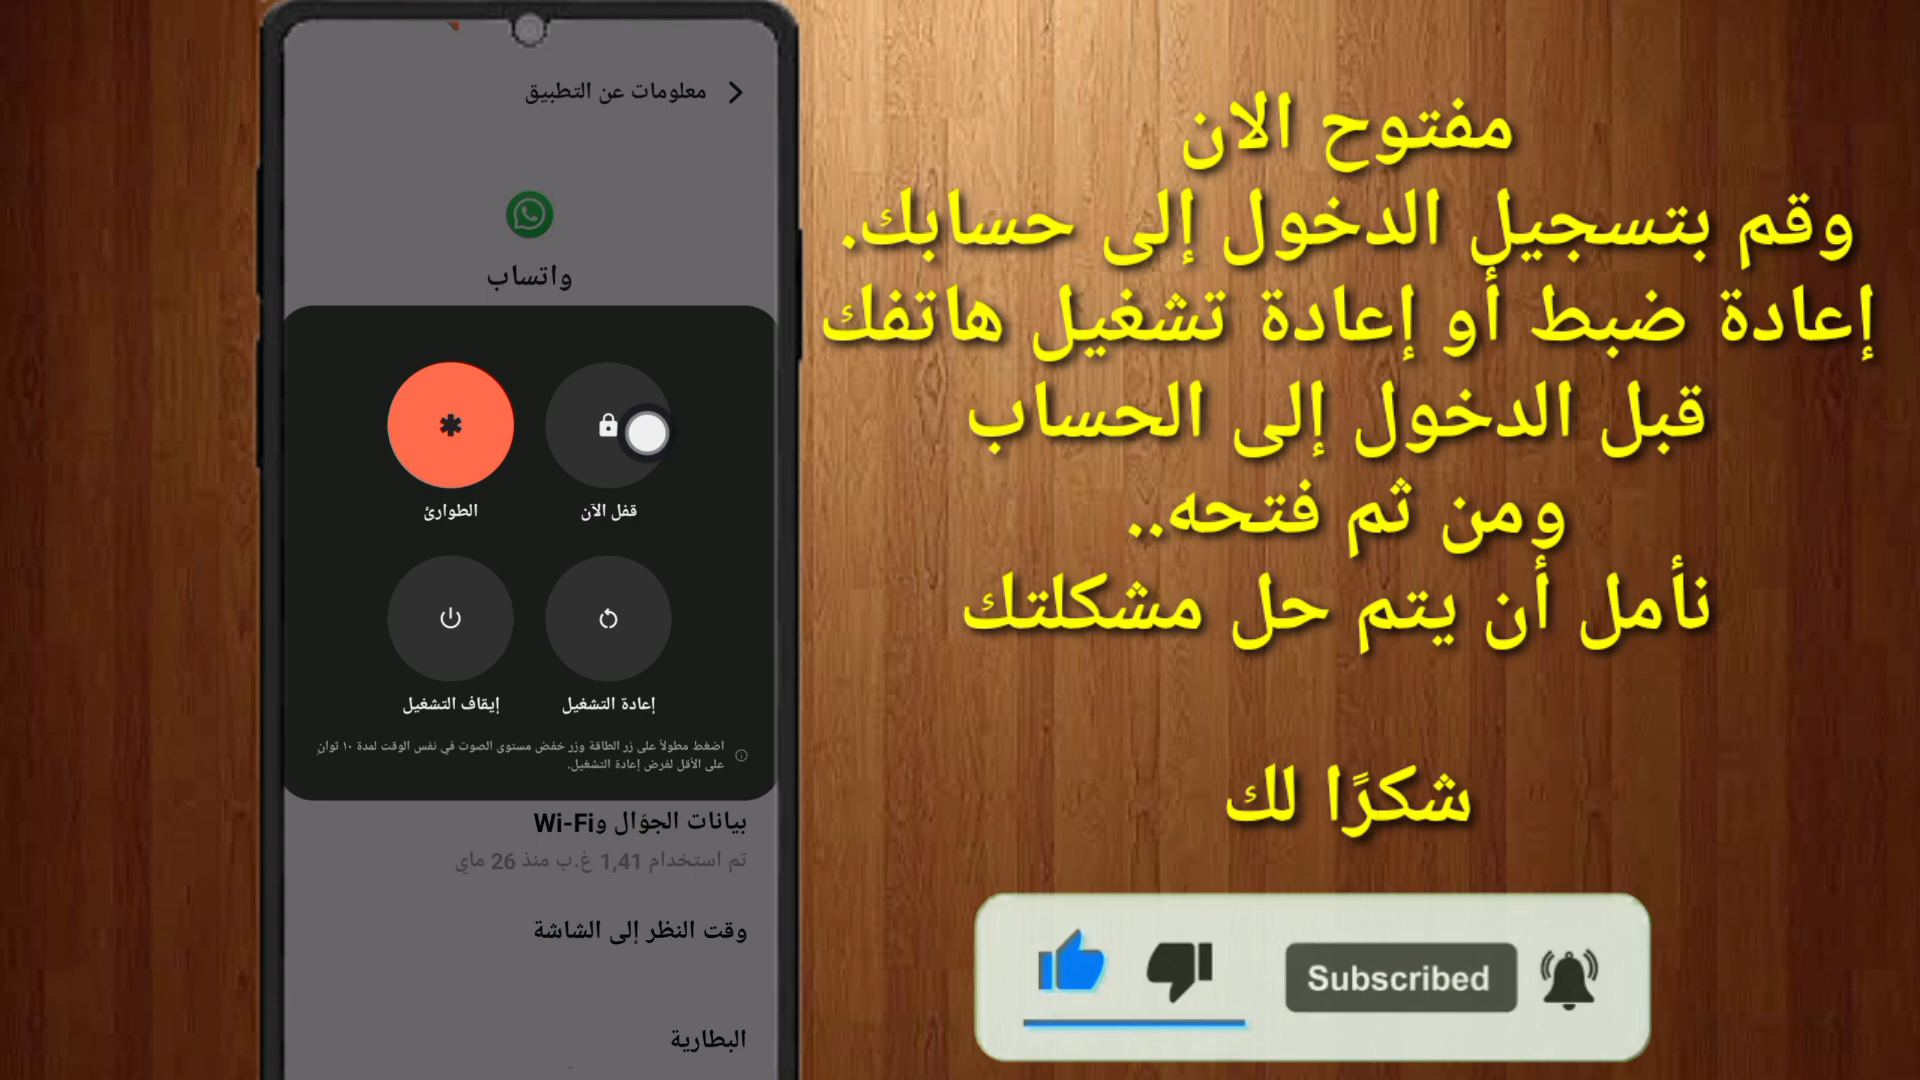 معلومات عن التطبيق
واتساب
قفل الآن
الطوارئ
إعادة التشغيل
إيقاف التشغيل
اضغط مطولاً على زر الطاقة وزر خفض مستوى الصوت في نفس الوقت لمدة ١٠ ثوانٍ
على الأقل لفرض إعادة التشغيل.
بيانات الجوّال وWi-Fi
تم استخدام 1,41 غ.ب منذ 26 ماي
وقت النظر إلى الشاشة
البطارية
مفتوح الان
وقم بتسجيل الدخول إلى حسابك.
إعادة ضبط أو إعادة تشغيل هاتفك
قبل الدخول إلى الحساب
ومن ثم فتحه..
نأمل أن يتم حل مشكلتك
شكرًا لك
Subscribed